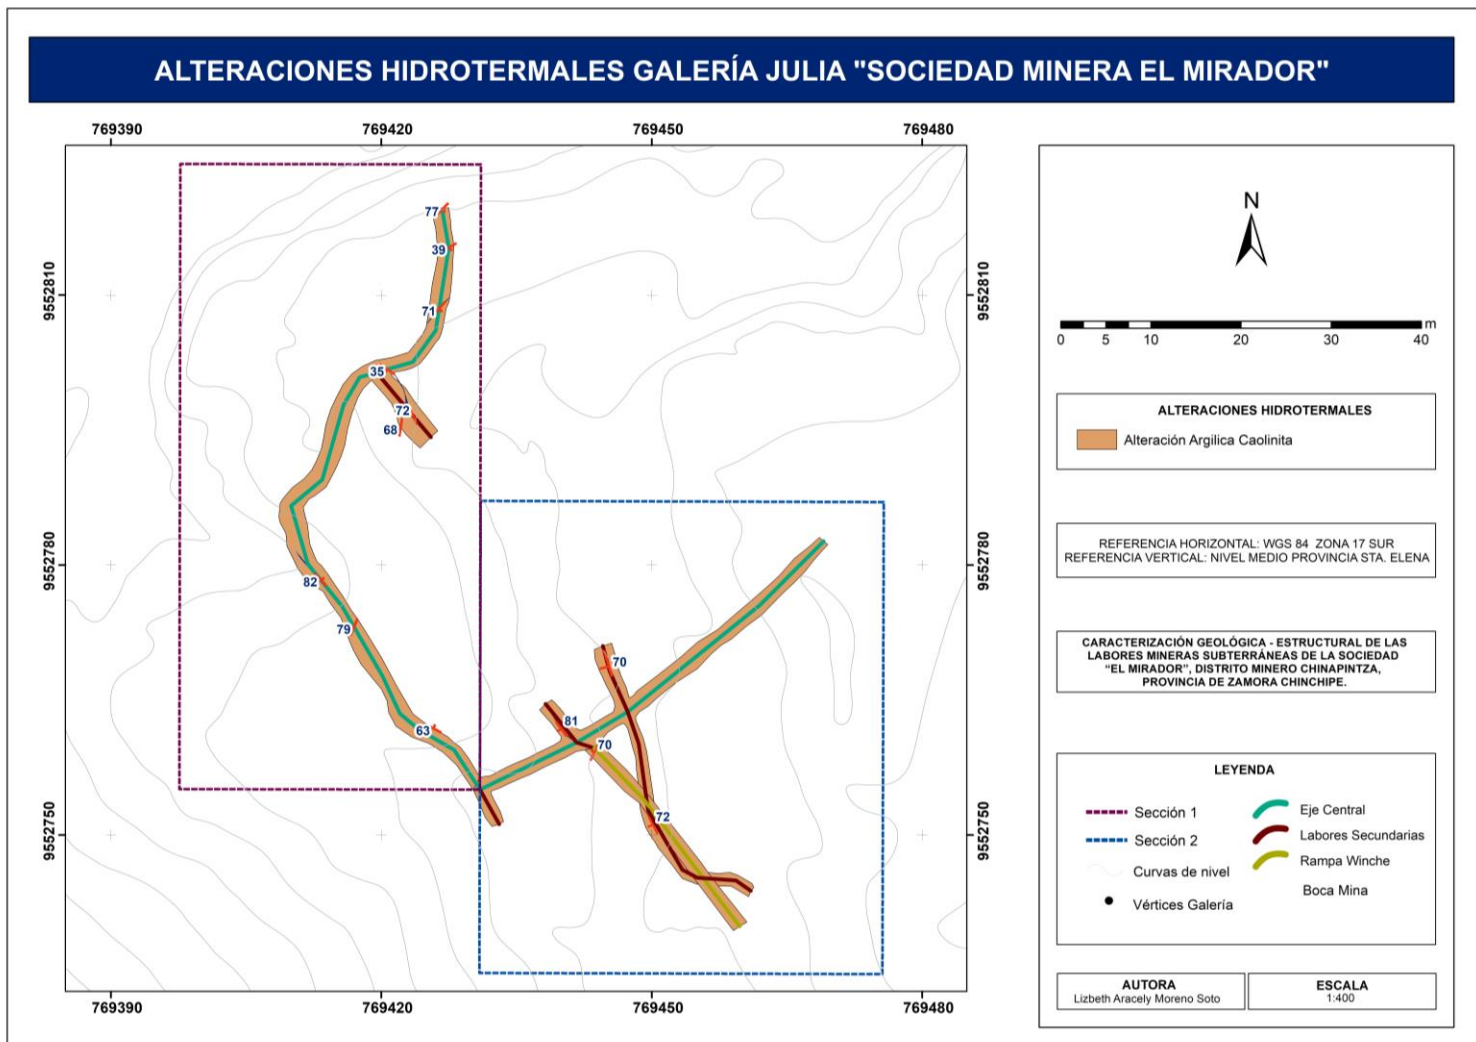 ALTERACIONES HIDROTERMALES GALERÍA JULIA "SOCIEDAD MINERA EL MIRADOR"
769390 769420 769450 769480
9552810 9552810
9552780 9552780
9552750 9552750
769390 769420 769450 769480
77
39
71
35
72
68
82
79
63
70
81
70
72
N
m
0 5 10 20 30 40
ALTERACIONES HIDROTERMALES
Alteración Argilica Caolinita
REFERENCIA HORIZONTAL: WGS 84 ZONA 17 SUR
REFERENCIA VERTICAL: NIVEL MEDIO PROVINCIA STA. ELENA
CARACTERIZACIÓN GEOLÓGICA - ESTRUCTURAL DE LAS
LABORES MINERAS SUBTERRÁNEAS DE LA SOCIEDAD
“EL MIRADOR”, DISTRITO MINERO CHINAPINTZA,
PROVINCIA DE ZAMORA CHINCHIPE.
LEYENDA
Sección 1
Sección 2
Curvas de nivel
Vértices Galería
Eje Central
Labores Secundarias
Rampa Winche
Boca Mina
AUTORA
Lizbeth Aracely Moreno Soto
ESCALA
1:400